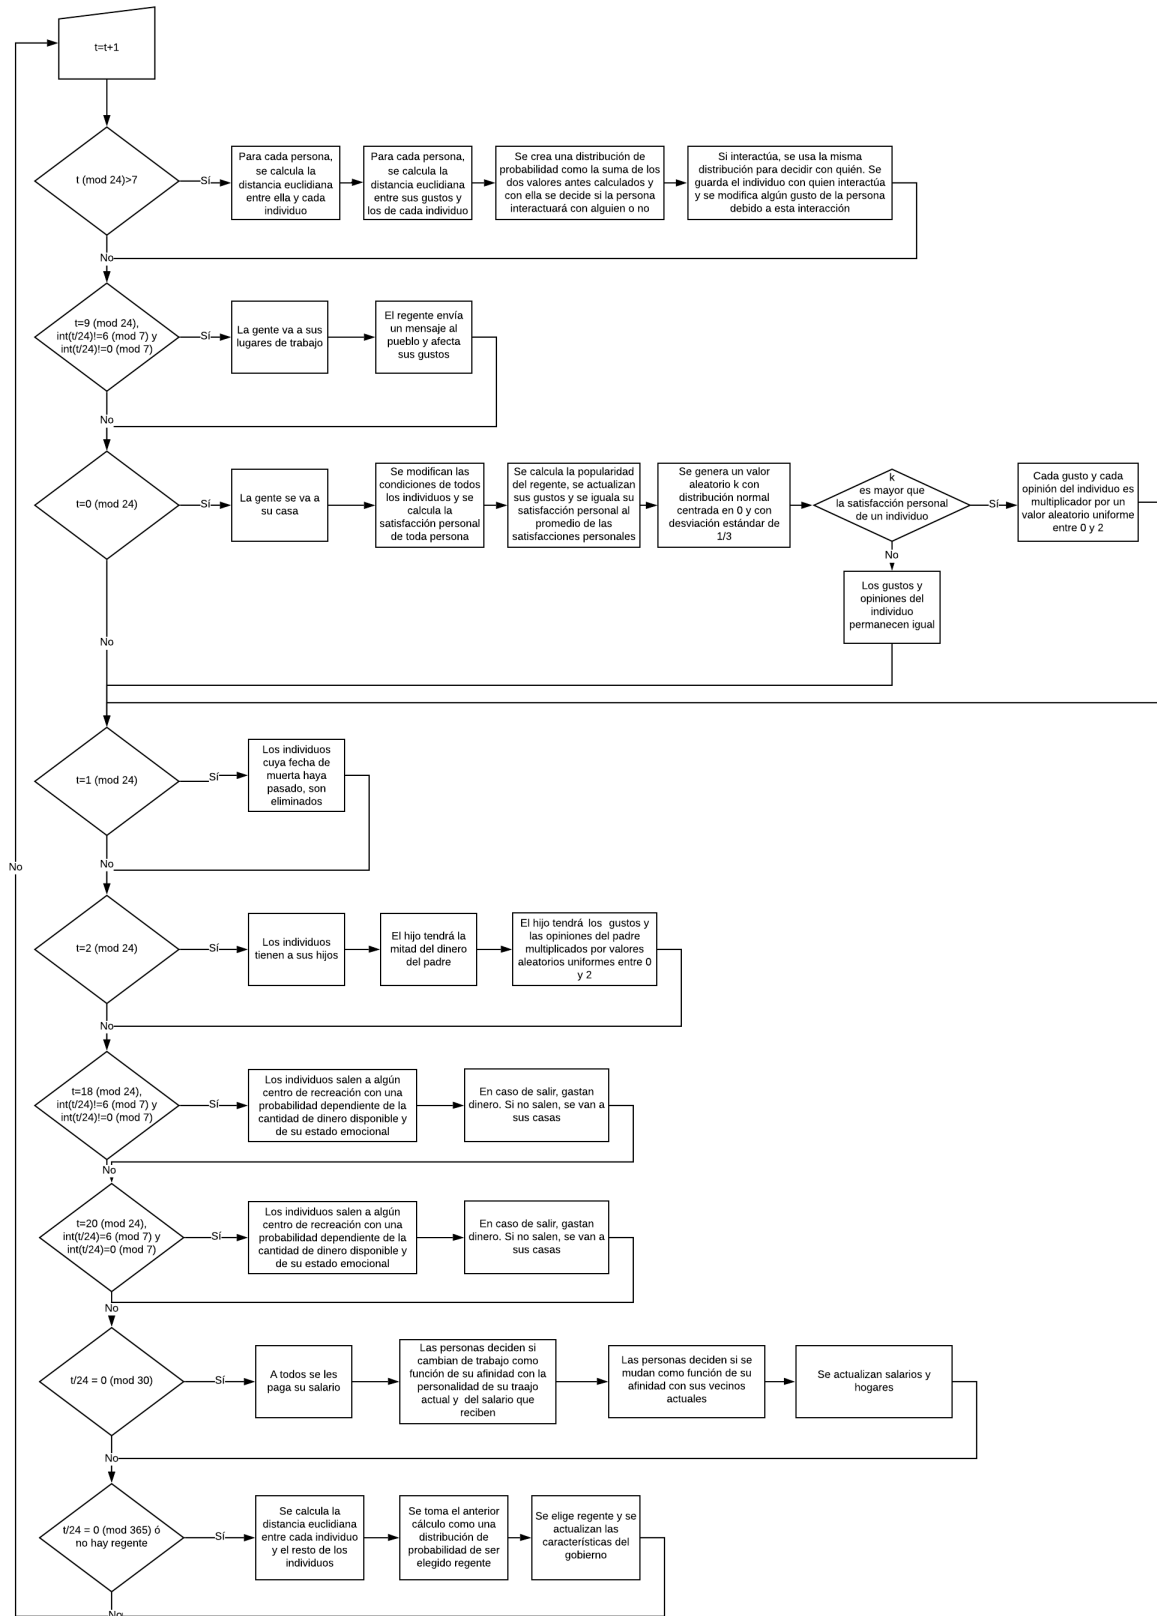 t=t+1
t (mod 24)>7
Sí
Para cada persona,
se calcula la
distancia euclidiana
entre ella y cada
individuo
Para cada persona,
se calcula la
distancia euclidiana
entre sus gustos y
los de cada individuo
Se crea una distribución de
probabilidad como la suma de los
dos valores antes calculados y
con ella se decide si la persona
interactuará con alguien o no
Si interactúa, se usa la misma
distribución para decidir con quién. Se
guarda el individuo con quien interactúa
y se modifica algún gusto de la persona
debido a esta interacción
No
t=9 (mod 24),
int(t/24)!=6 (mod 7) y
int(t/24)!=0 (mod 7)
Sí
La gente va a sus
lugares de trabajo
El regente envía
un mensaje al
pueblo y afecta
sus gustos
No
t=0 (mod 24)
Sí
La gente se va a
su casa
Se modifican las
condiciones de todos
los individuos y se
calcula la
satisfacción personal
de toda persona
Se calcula la popularidad
del regente, se actualizan
sus gustos y se iguala su
satisfacción personal al
promedio de las
satisfacciones personales
Se genera un valor
aleatorio k con
distribución normal
centrada en 0 y con
desviación estándar de
1/3
k
es mayor que
la satisfacción personal
de un individuo
Sí
Cada gusto y cada
opinión del individuo es
multiplicador por un
valor aleatorio uniforme
entre 0 y 2
No
Los gustos y
opiniones del
individuo
permanecen igual
No
t=1 (mod 24)
Sí
Los individuos
cuya fecha de
muerta haya
pasado, son
eliminados
No
No
t=2 (mod 24)
Sí
Los individuos
tienen a sus hijos
El hijo tendrá la
mitad del dinero
del padre
El hijo tendrá los gustos y
las opiniones del padre
multiplicados por valores
aleatorios uniformes entre 0
y 2
No
t=18 (mod 24),
int(t/24)!=6 (mod 7) y
int(t/24)!=0 (mod 7)
Sí
Los individuos salen a algún
centro de recreación con una
probabilidad dependiente de la
cantidad de dinero disponible y
de su estado emocional
En caso de salir, gastan
dinero. Si no salen, se van a
sus casas
No
t=20 (mod 24),
int(t/24)=6 (mod 7) y
int(t/24)=0 (mod 7)
Sí
Los individuos salen a algún
centro de recreación con una
probabilidad dependiente de la
cantidad de dinero disponible y
de su estado emocional
En caso de salir, gastan
dinero. Si no salen, se van a
sus casas
No
t/24 = 0 (mod 30)
Sí
A todos se les
paga su salario
Las personas deciden si
cambian de trabajo como
función de su afinidad con la
personalidad de su traajo
actual y del salario que
reciben
Las personas deciden si se
mudan como función de su
afinidad con sus vecinos
actuales
Se actualizan salarios y
hogares
No
t/24 = 0 (mod 365) ó
no hay regente
Sí
Se calcula la
distancia euclidiana
entre cada individuo
y el resto de los
individuos
Se toma el anterior
cálculo como una
distribución de
probabilidad de ser
elegido regente
Se elige regente y se
actualizan las
características del
gobierno
No